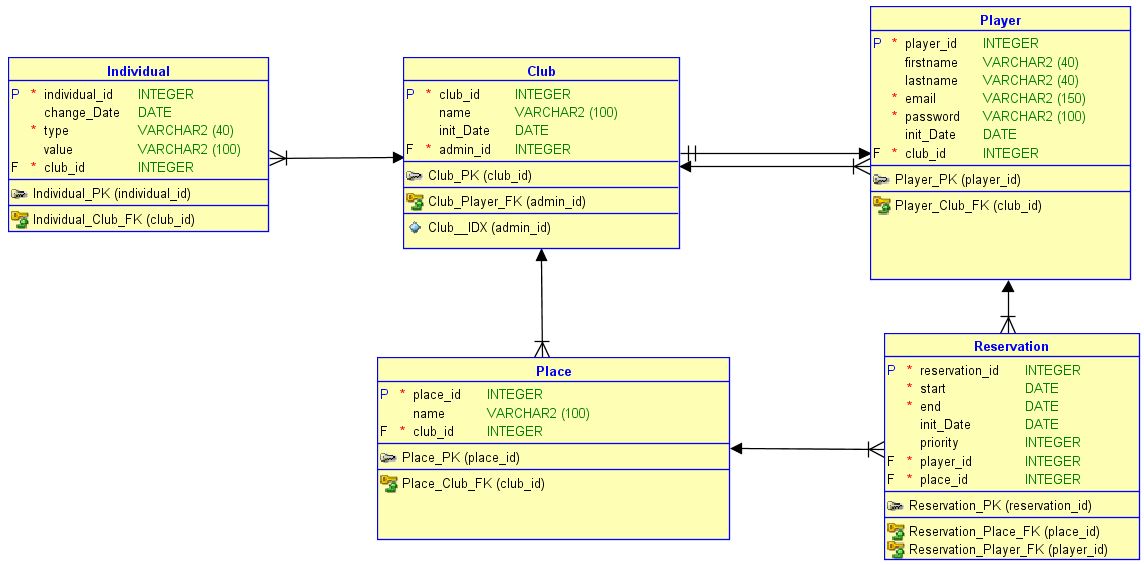 Individual
P * individual_id INTEGER
change_Date DATE
* type VARCHAR2 (40)
value VARCHAR2 (100)
F * club_id INTEGER
Individual_PK (individual_id)
Individual_Club_FK (club_id)
Club
P * club_id INTEGER
name VARCHAR2 (100)
init_Date DATE
F * admin_id INTEGER
Club_PK (club_id)
Club_Player_FK (admin_id)
Club__IDX (admin_id)
Player
P * player_id INTEGER
firstname VARCHAR2 (40)
lastname VARCHAR2 (40)
* email VARCHAR2 (150)
* password VARCHAR2 (100)
init_Date DATE
F * club_id INTEGER
Player_PK (player_id)
Player_Club_FK (club_id)
Place
P * place_id INTEGER
name VARCHAR2 (100)
F * club_id INTEGER
Place_PK (place_id)
Place_Club_FK (club_id)
Reservation
P * reservation_id INTEGER
* start DATE
* end DATE
init_Date DATE
priority INTEGER
F * player_id INTEGER
F * place_id INTEGER
Reservation_PK (reservation_id)
Reservation_Place_FK (place_id)
Reservation_Player_FK (player_id)